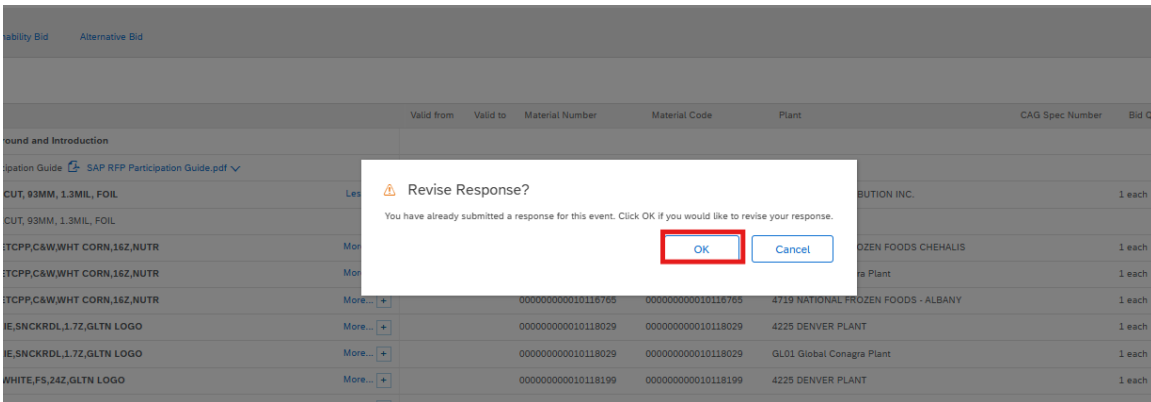 Bid Alternative Bid
Valid from Valid to Material Number Material Code Plant CAG Spec Number Bid
and Introduction
Guide SAP RFP Participation Guide.pdf
CUT, 93MM, 1.3MIL, FOIL BUTION INC. 1 each
CUT, 93MM, 1.3MIL, FOIL
ETCPP,C&W,WHT CORN,16Z,NUTR OZEN FOODS CHEHALIS 1 each
ETCPP,C&W,WHT CORN,16Z,NUTR Plant 1 each
ETCPP,C&W,WHT CORN,16Z,NUTR More... + 000000000010116765 000000000010116765 4719 NATIONAL FROZEN FOODS - ALBANY 1 each
IE,SNCKRDL,1.7Z,GLTN LOGO More... + 000000000010118029 000000000010118029 4225 DENVER PLANT 1 each
IE,SNCKRDL,1.7Z,GLTN LOGO More... + 000000000010118029 000000000010118029 GL01 Global Conagra Plant 1 each
WHITE,FS,24Z,GLTN LOGO More... + 000000000010118199 000000000010118199 4225 DENVER PLANT 1 each
Revise Response?
You have already submitted a response for this event. Click OK if you would like to revise your response.
OK Cancel